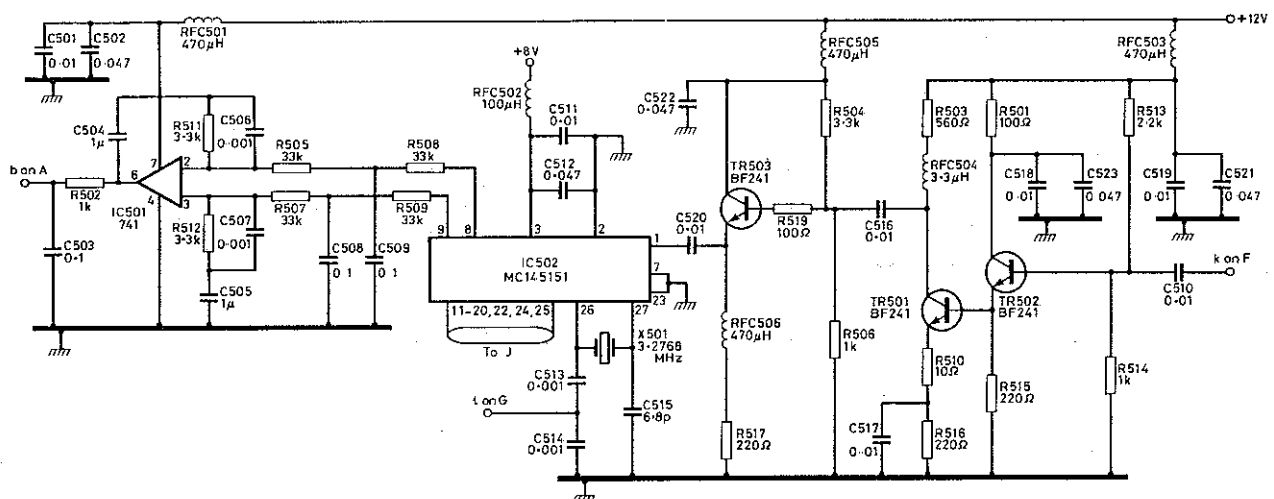 +12V
C501
0·01
C502
0·047
RFC501
470µH
RFC505
470µH
RFC503
470µH
+8V
RFC502
100µH
C522
0·047
R504
3·3k
R503
560Ω
R501
100Ω
R513
2·2k
C504
1µ
R511
3·3k
C506
0·001
R505
33k
R508
33k
C511
0·01
C512
0·047
RFC504
3·3µH
TR503
BF241
C518
0·01
C523
0·047
C519
0·01
C521
0·047
b on A
R502
1k
6
7
4
2
3
IC501
741
R512
3·3k
C507
0·001
R507
33k
R509
33k
C508
0·1
C509
0·1
C503
0·1
C505
1µ
9
8
3
2
1
7
23
IC502
MC145151
11-20, 22, 24, 25
26
27
To J
C520
0·01
R519
100Ω
C516
0·01
TR501
BF241
TR502
BF241
k on F
C510
0·01
X501
3·2768
MHz
RFC506
470µH
R506
1k
R510
10Ω
R515
220Ω
R514
1k
C513
0·001
C515
6·8p
C514
0·001
R517
220Ω
C517
0·01
R516
220Ω